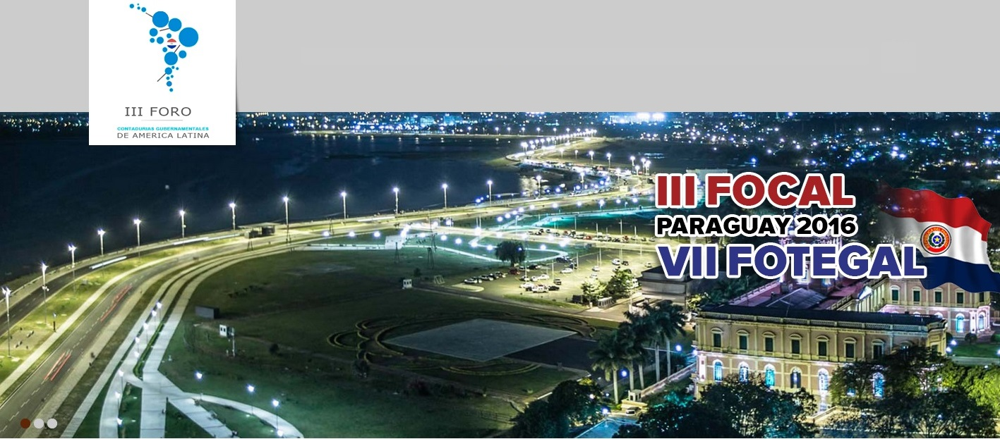 III FORO
CONTADURIAS GUBERNAMENTALES
DE AMERICA LATINA
III FOCAL
PARAGUAY 2016
VII FOTEGAL